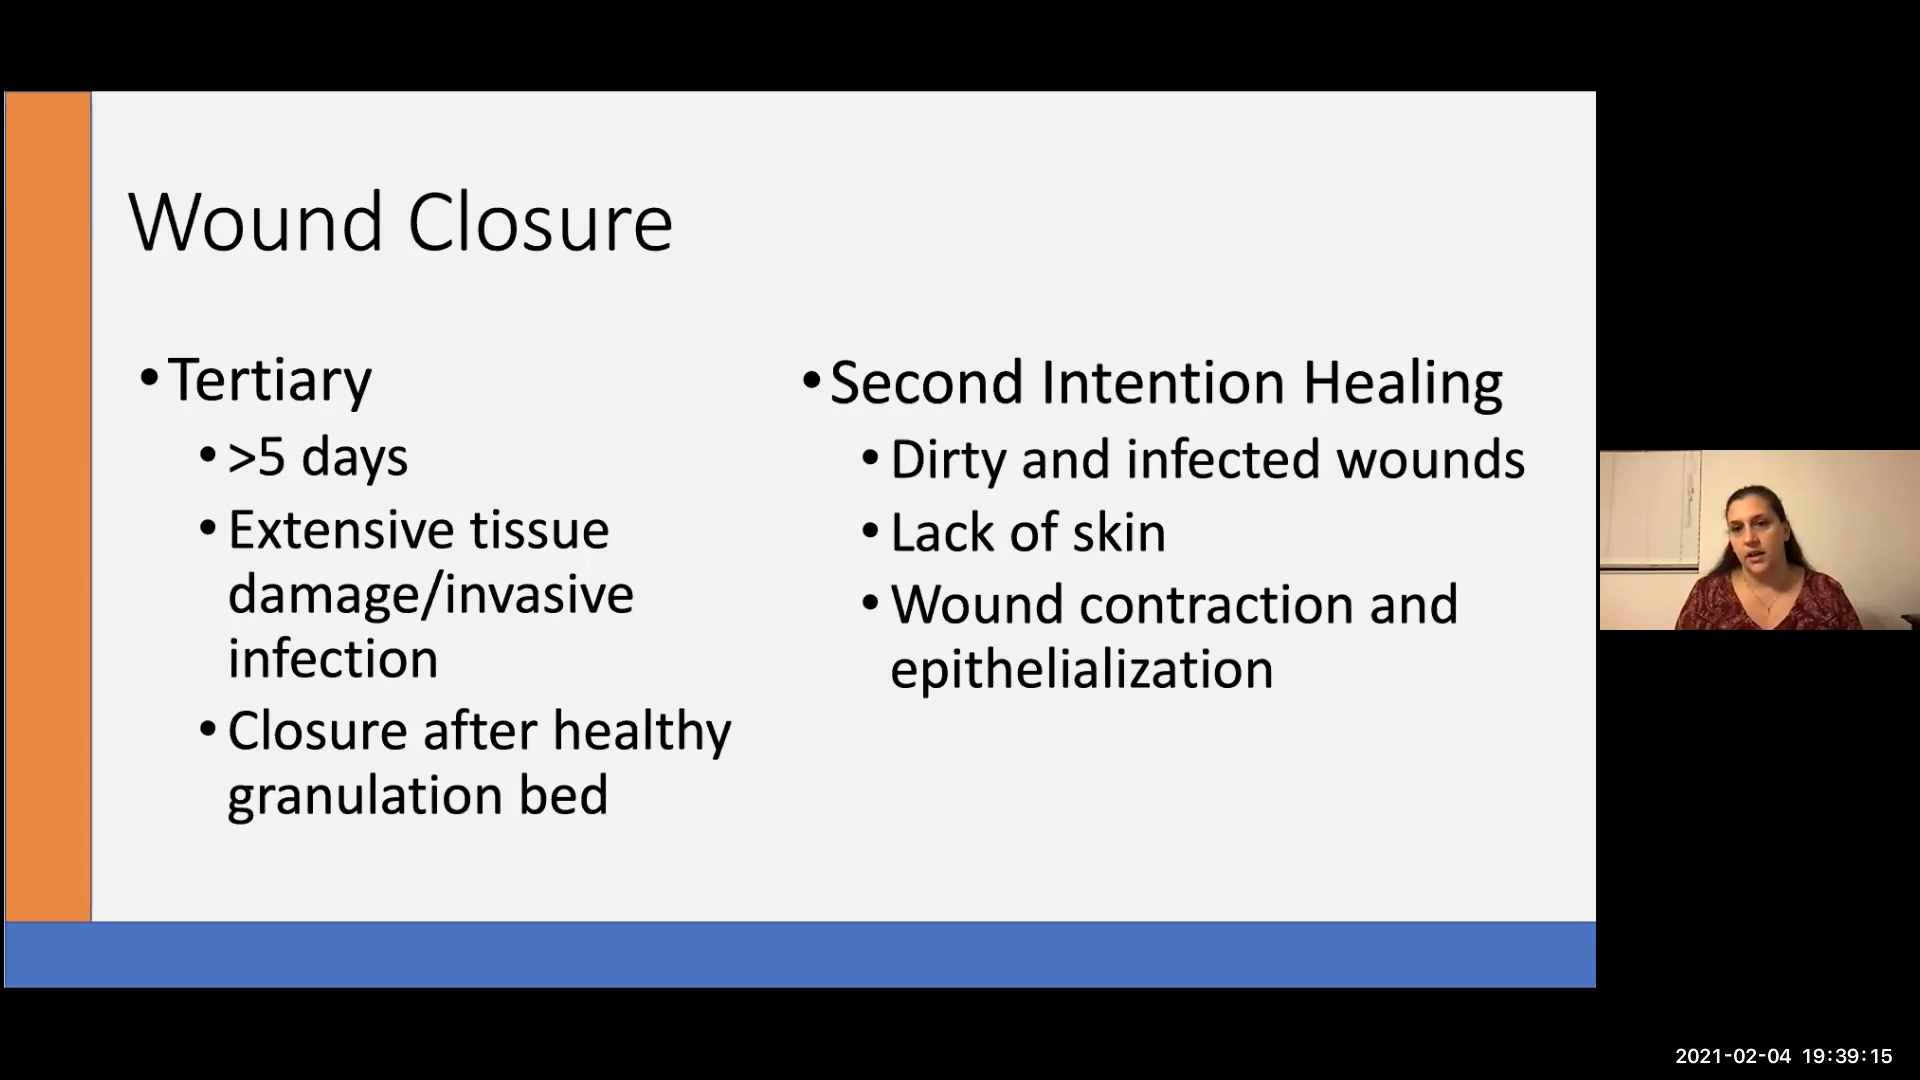 Wound Closure
• Tertiary
• >5 days
• Extensive tissue
damage/invasive
infection
• Closure after healthy
granulation bed
• Second Intention Healing
• Dirty and infected wounds
• Lack of skin
• Wound contraction and
epithelialization
2021-02-04 19:39:15